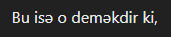 Bu isə o deməkdir ki,